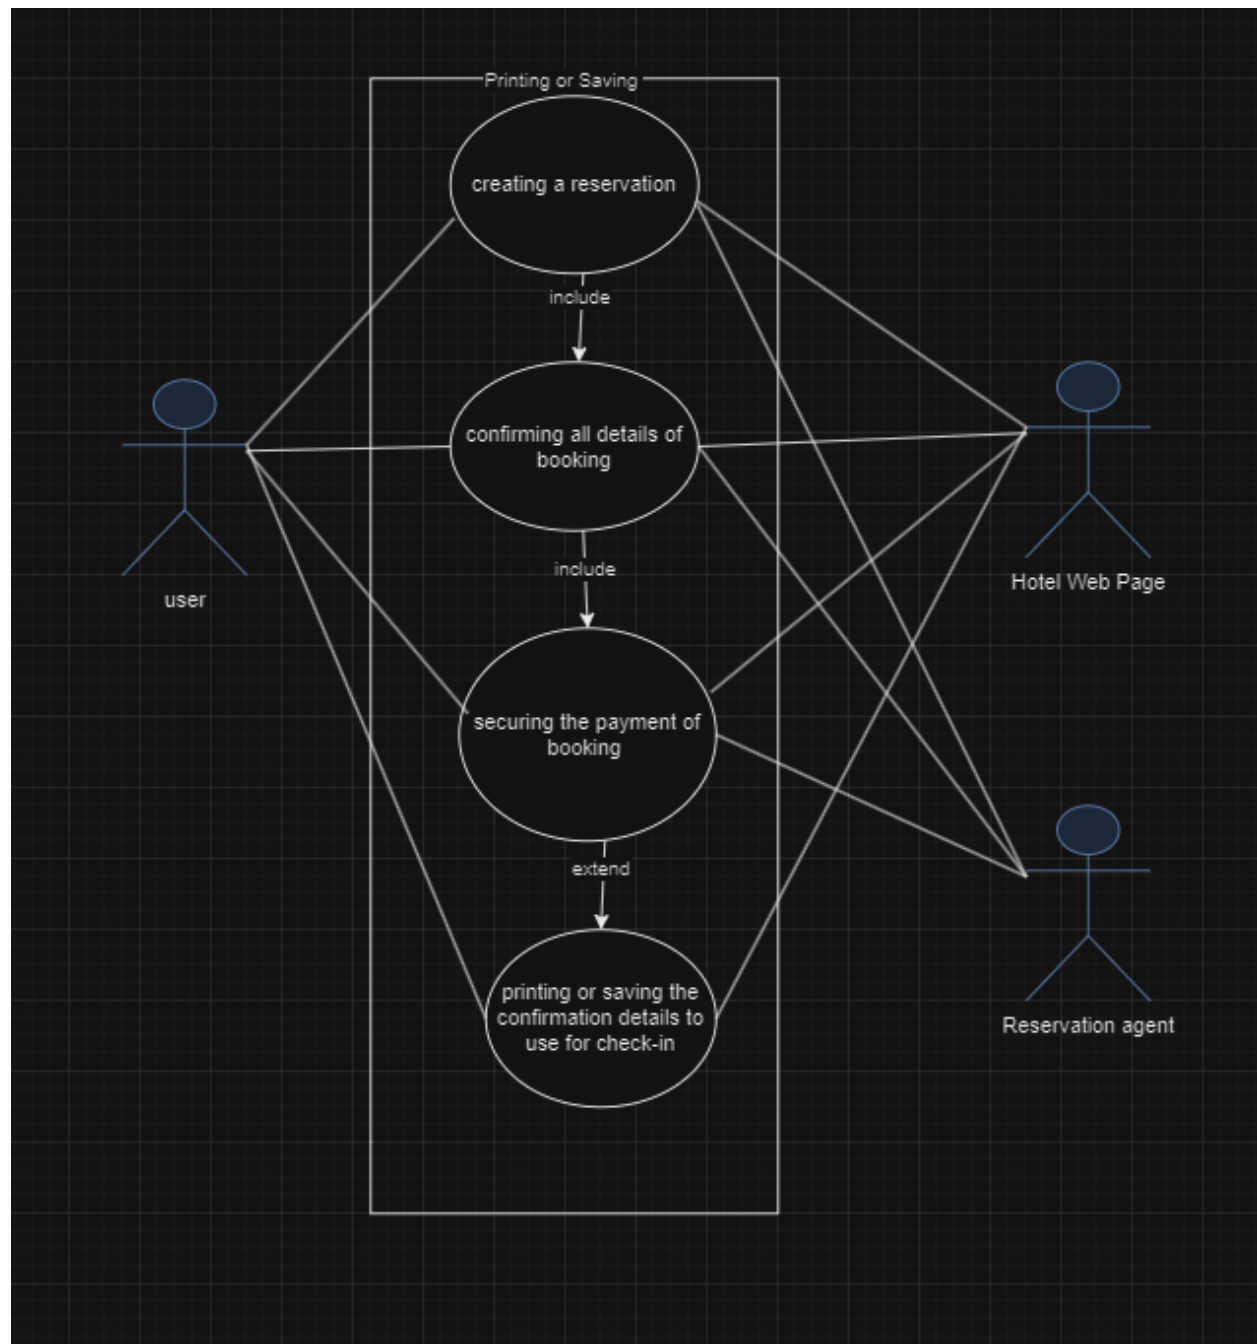 Printing or Saving
creating a reservation
include
confirming all details of
booking
include
user
Hotel Web Page
securing the payment of
booking
extend
printing or saving the
confirmation details to
use for check-in
Reservation agent